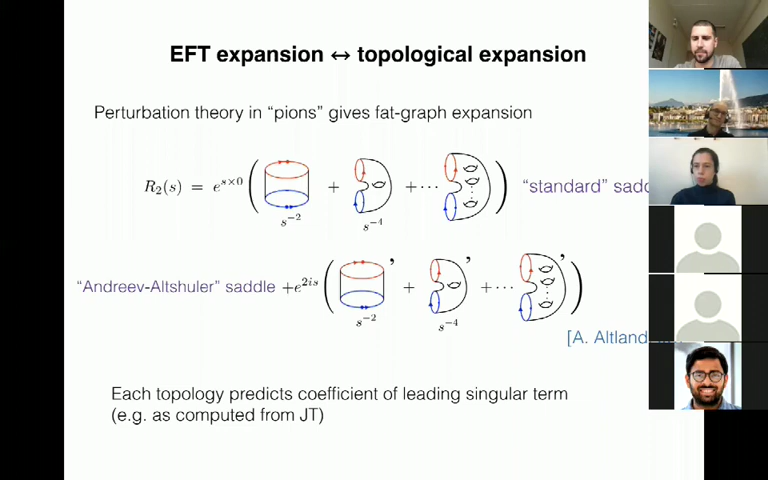 EFT expansion ↔ topological expansion
Perturbation theory in "pions" gives fat-graph expansion
R₂(s) = e^{s×0} ( + + ⋯ ) "standard"
s⁻² s⁻⁴
"Andreev-Altshuler" saddle +e^{2is} ( ' + ' + ⋯ ' )
s⁻² s⁻⁴
[A. Altland
Each topology predicts coefficient of leading singular term
(e.g. as computed from JT)